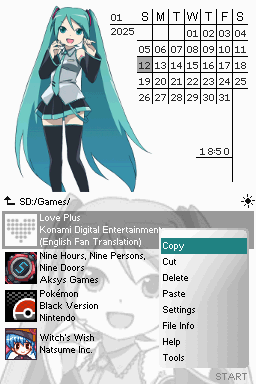 01 S M T W T F S
2025 01 02 03 04
05 06 07 08 09 10 11
12 13 14 15 16 17 18
19 20 21 22 23 24 25
26 27 28 29 30 31
18:50
SD:/Games/
Love Plus
Konami Digital Entertainment
(English Fan Translation)
Nine Hours, Nine Persons,
Nine Doors
Aksys Games
Pokémon
Black Version
Nintendo
Witch's Wish
Natsume Inc.
Copy
Cut
Delete
Paste
Settings
File Info
Help
Tools
START